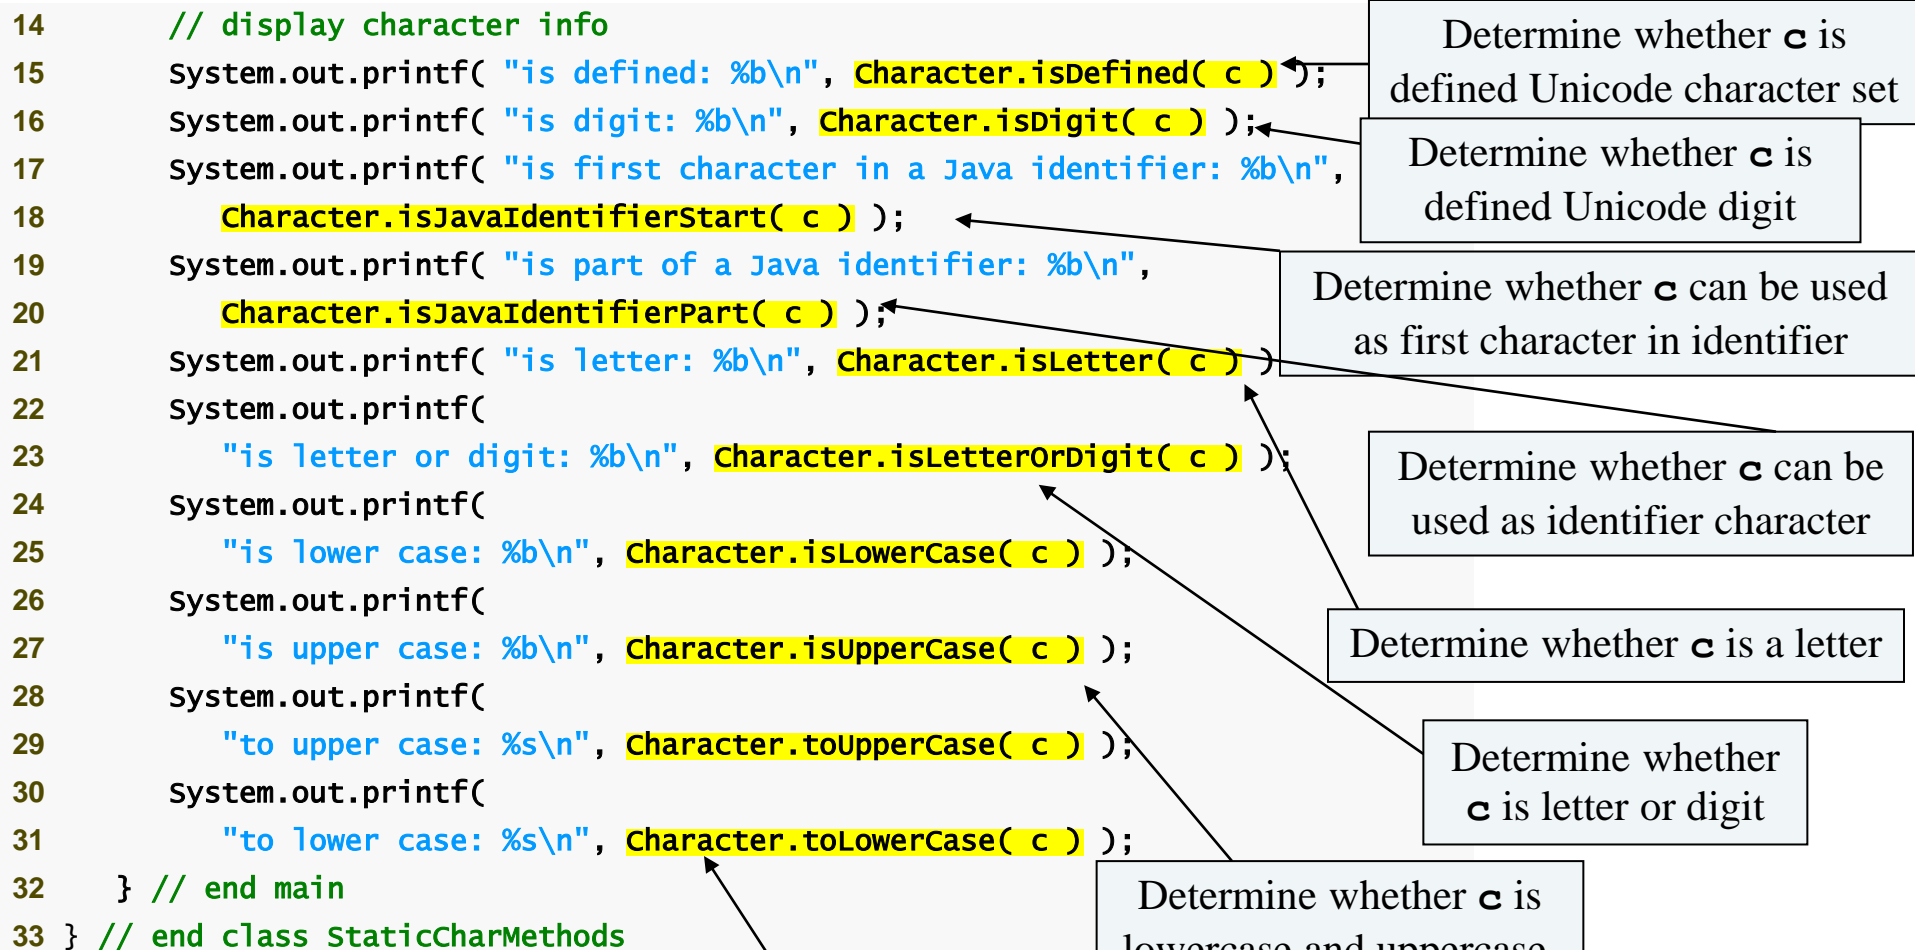 14 // display character info
15 System.out.printf( "is defined: %b\n", Character.isDefined( c ) );
16 System.out.printf( "is digit: %b\n", Character.isDigit( c ) );
17 System.out.printf( "is first character in a Java identifier: %b\n",
18 Character.isJavaIdentifierStart( c ) );
19 System.out.printf( "is part of a Java identifier: %b\n",
20 Character.isJavaIdentifierPart( c ) );
21 System.out.printf( "is letter: %b\n", Character.isLetter( c ) )
22 System.out.printf(
23 "is letter or digit: %b\n", Character.isLetterOrDigit( c ) );
24 System.out.printf(
25 "is lower case: %b\n", Character.isLowerCase( c ) );
26 System.out.printf(
27 "is upper case: %b\n", Character.isUpperCase( c ) );
28 System.out.printf(
29 "to upper case: %s\n", Character.toUpperCase( c ) );
30 System.out.printf(
31 "to lower case: %s\n", Character.toLowerCase( c ) );
32 } // end main
33 } // end class StaticCharMethods
Determine whether c is
defined Unicode character set
Determine whether c is
defined Unicode digit
Determine whether c can be used
as first character in identifier
Determine whether c can be
used as identifier character
Determine whether c is a letter
Determine whether
c is letter or digit
Determine whether c is
lowercase and uppercase